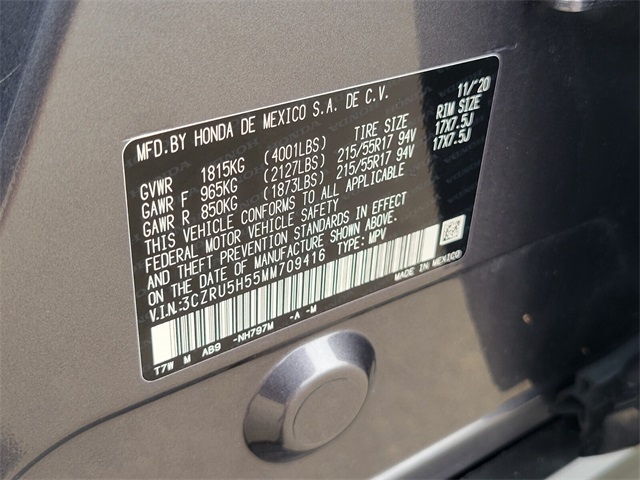 MFD.BY HONDA DE MEXICO S.A. DE C.V. 11/'20
GVWR 1815KG (4001LBS) TIRE SIZE RIM SIZE
GAWR F 965KG (2127LBS) 215/55R17 94V 17X7.5J
GAWR R 850KG (1873LBS) 215/55R17 94V 17X7.5J
THIS VEHICLE CONFORMS TO ALL APPLICABLE
FEDERAL MOTOR VEHICLE SAFETY
AND THEFT PREVENTION STANDARDS IN EFFECT
ON THE DATE OF MANUFACTURE SHOWN ABOVE.
V.I.N:3CZRU5H55MM709416 TYPE: MPV
T7W M AB9 -NH797M -A -M MADE IN MEXICO